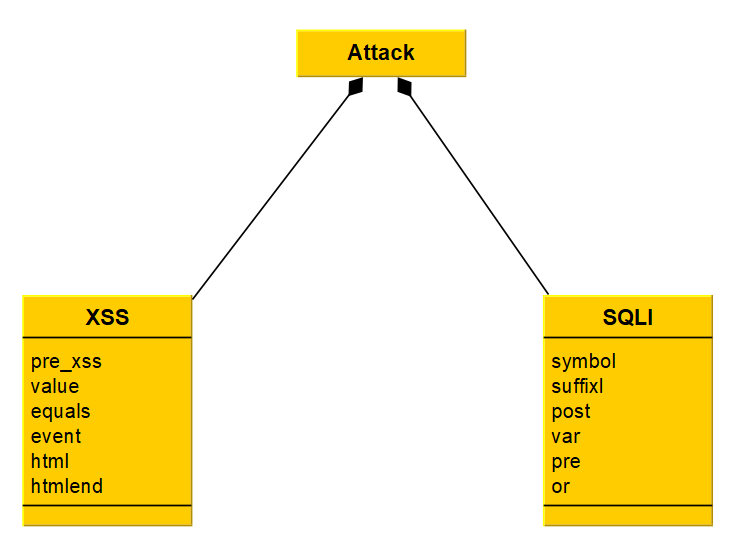 Attack
XSS
pre_xss
value
equals
event
html
htmlend
SQLI
symbol
suffixl
post
var
pre
or